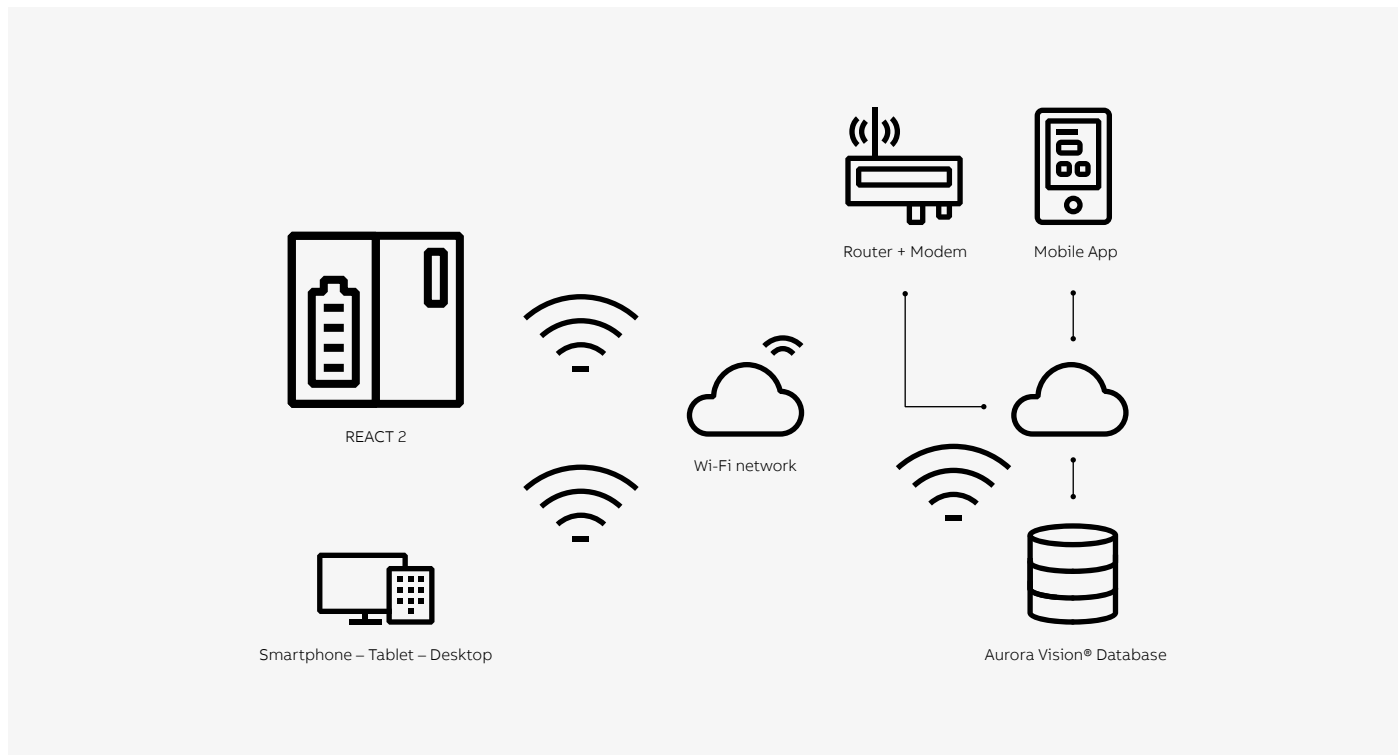 Router + Modem
Mobile App
REACT 2
Wi-Fi network
Smartphone – Tablet – Desktop
Aurora Vision® Database